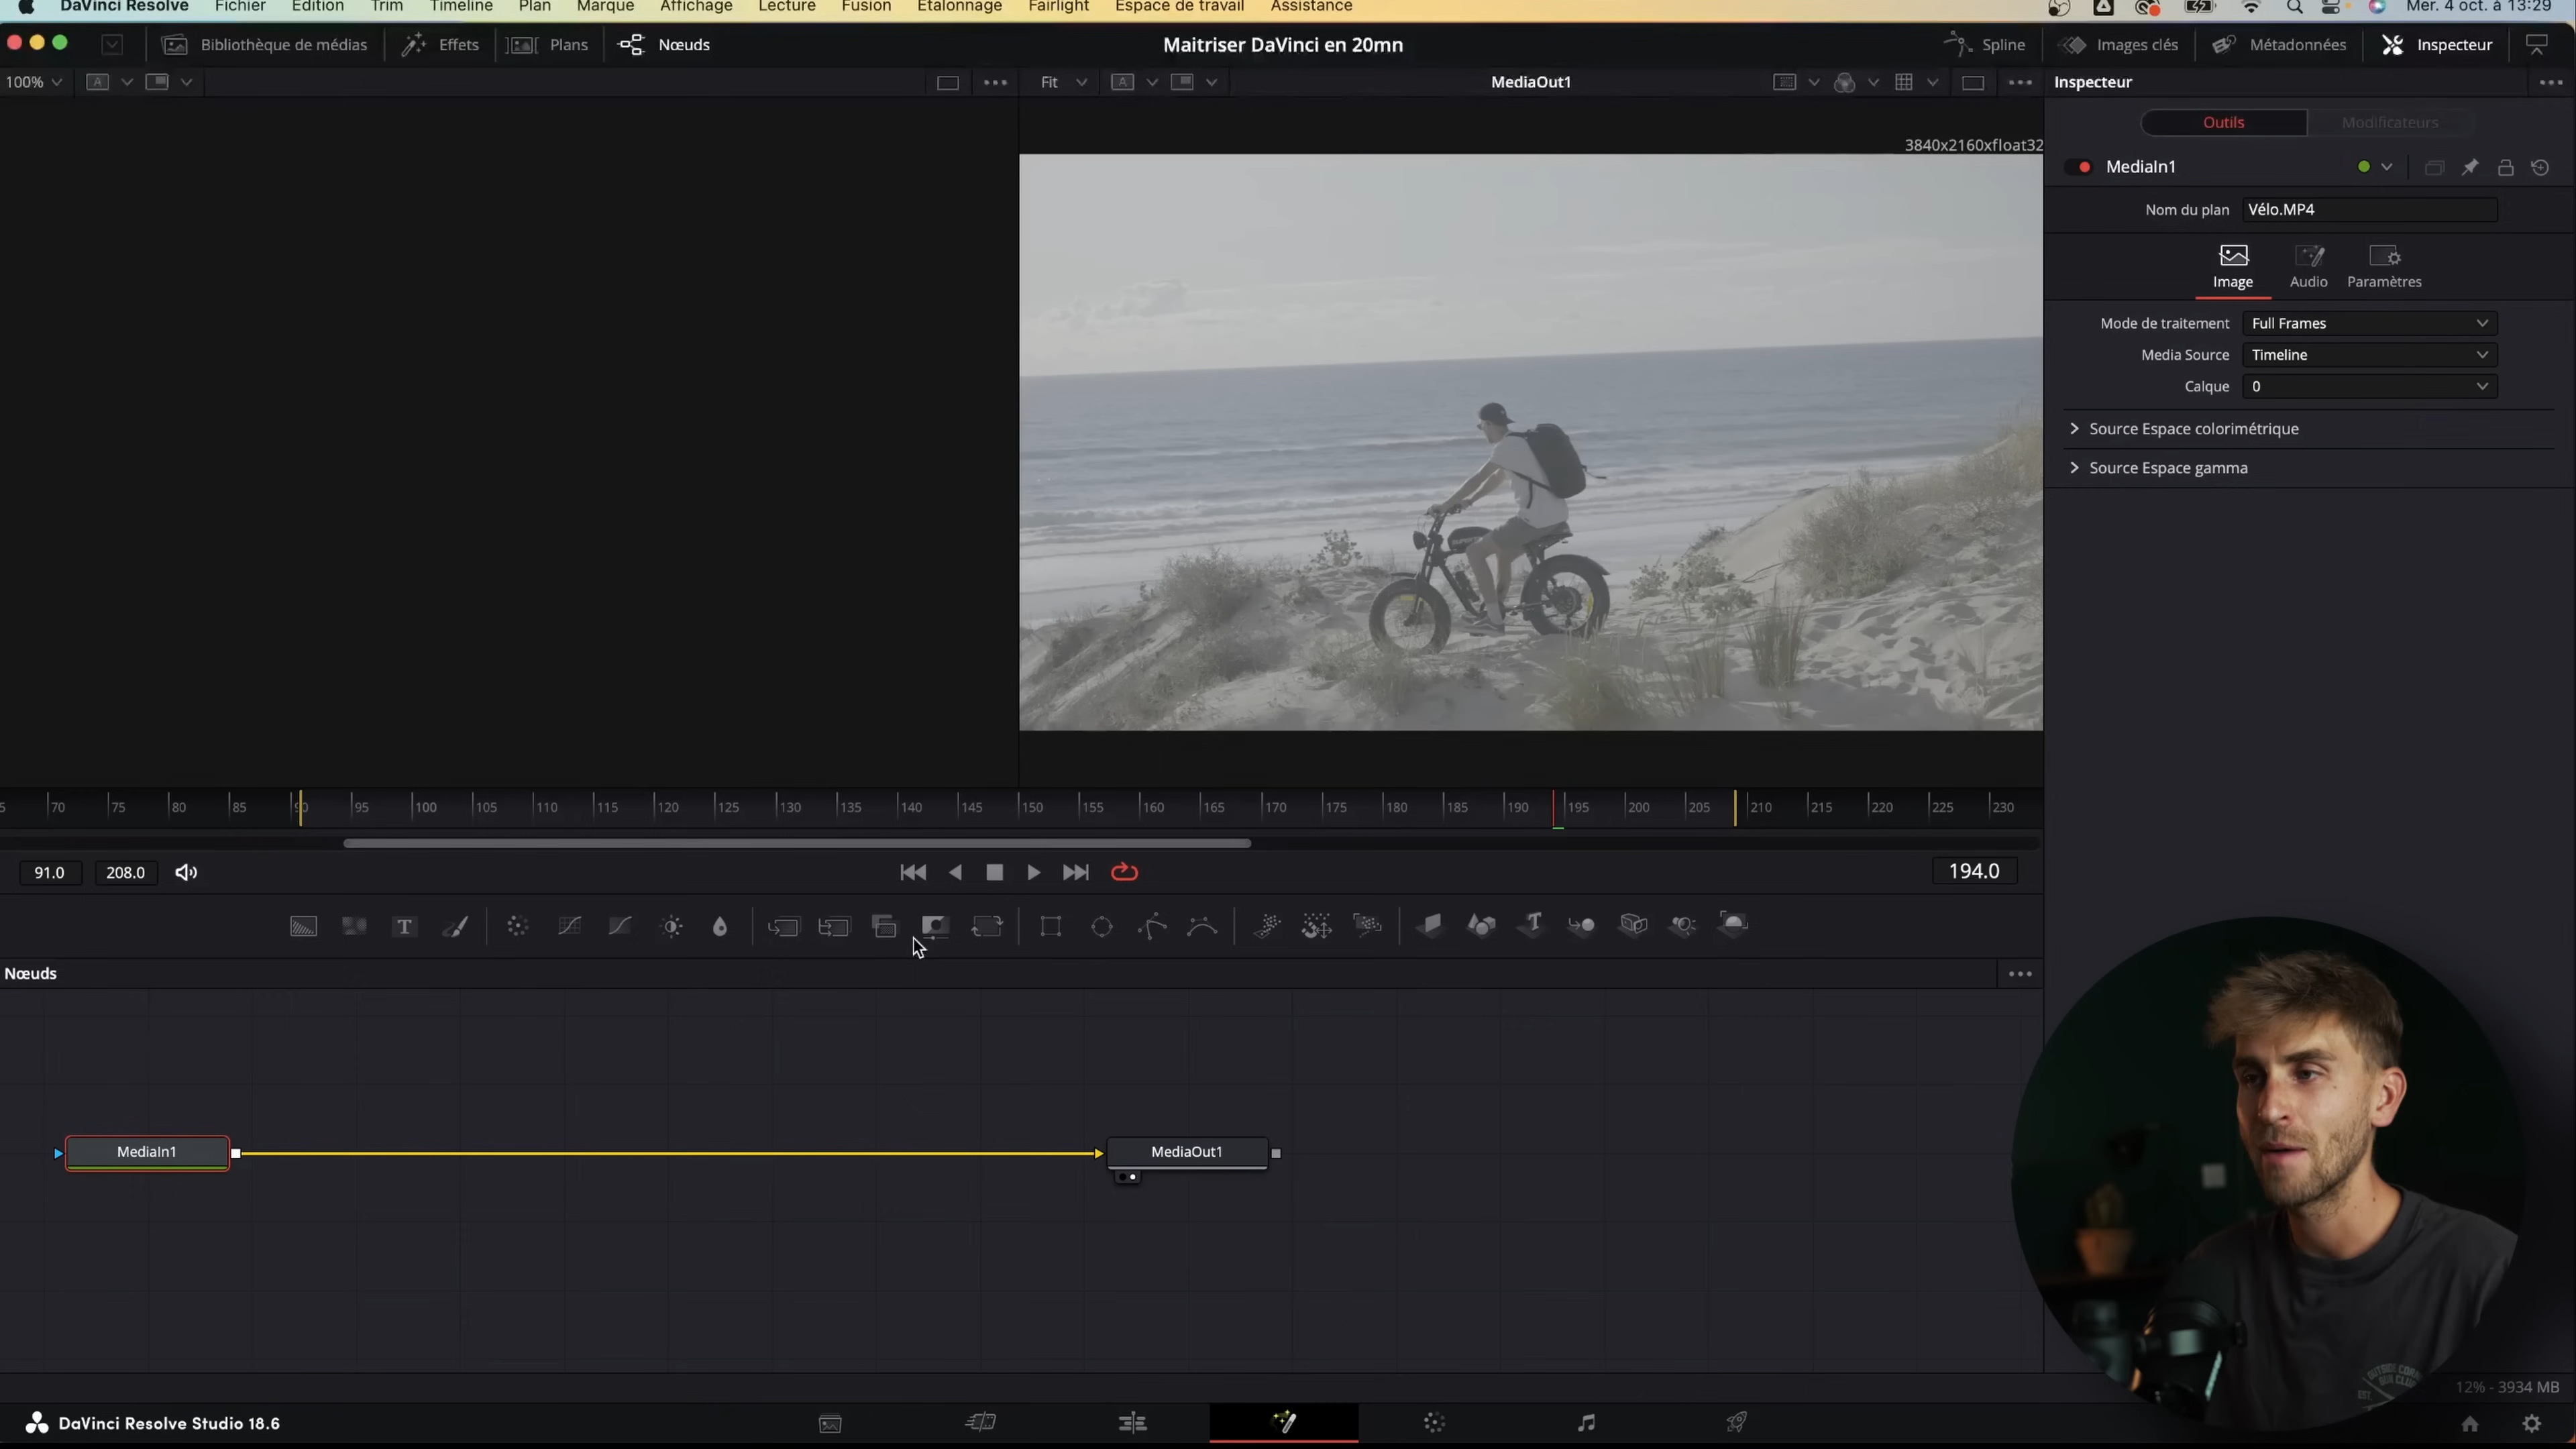 DaVinci Resolve Fichier Edition Trim Timeline Plan Marque Affichage Lecture Fusion Etalonnage Fairlight Espace de travail Assistance Mer. 4 oct. à 13:29
Bibliothèque de médias Effets Plans Nœuds Maitriser DaVinci en 20mn Spline Images clés Métadonnées Inspecteur
100% Fit MediaOut1 Inspecteur
Outils Modificateurs
3840x2160xfloat32
MediaIn1
Nom du plan Vélo.MP4
Image Audio Paramètres
Mode de traitement Full Frames
Media Source Timeline
Calque 0
Source Espace colorimétrique
Source Espace gamma
5 70 75 80 85 90 95 100 105 110 115 120 125 130 135 140 145 150 155 160 165 170 175 180 185 190 195 200 205 210 215 220 225 230
91.0 208.0 194.0
Nœuds
MediaIn1 MediaOut1
12% - 3934 MB
DaVinci Resolve Studio 18.6